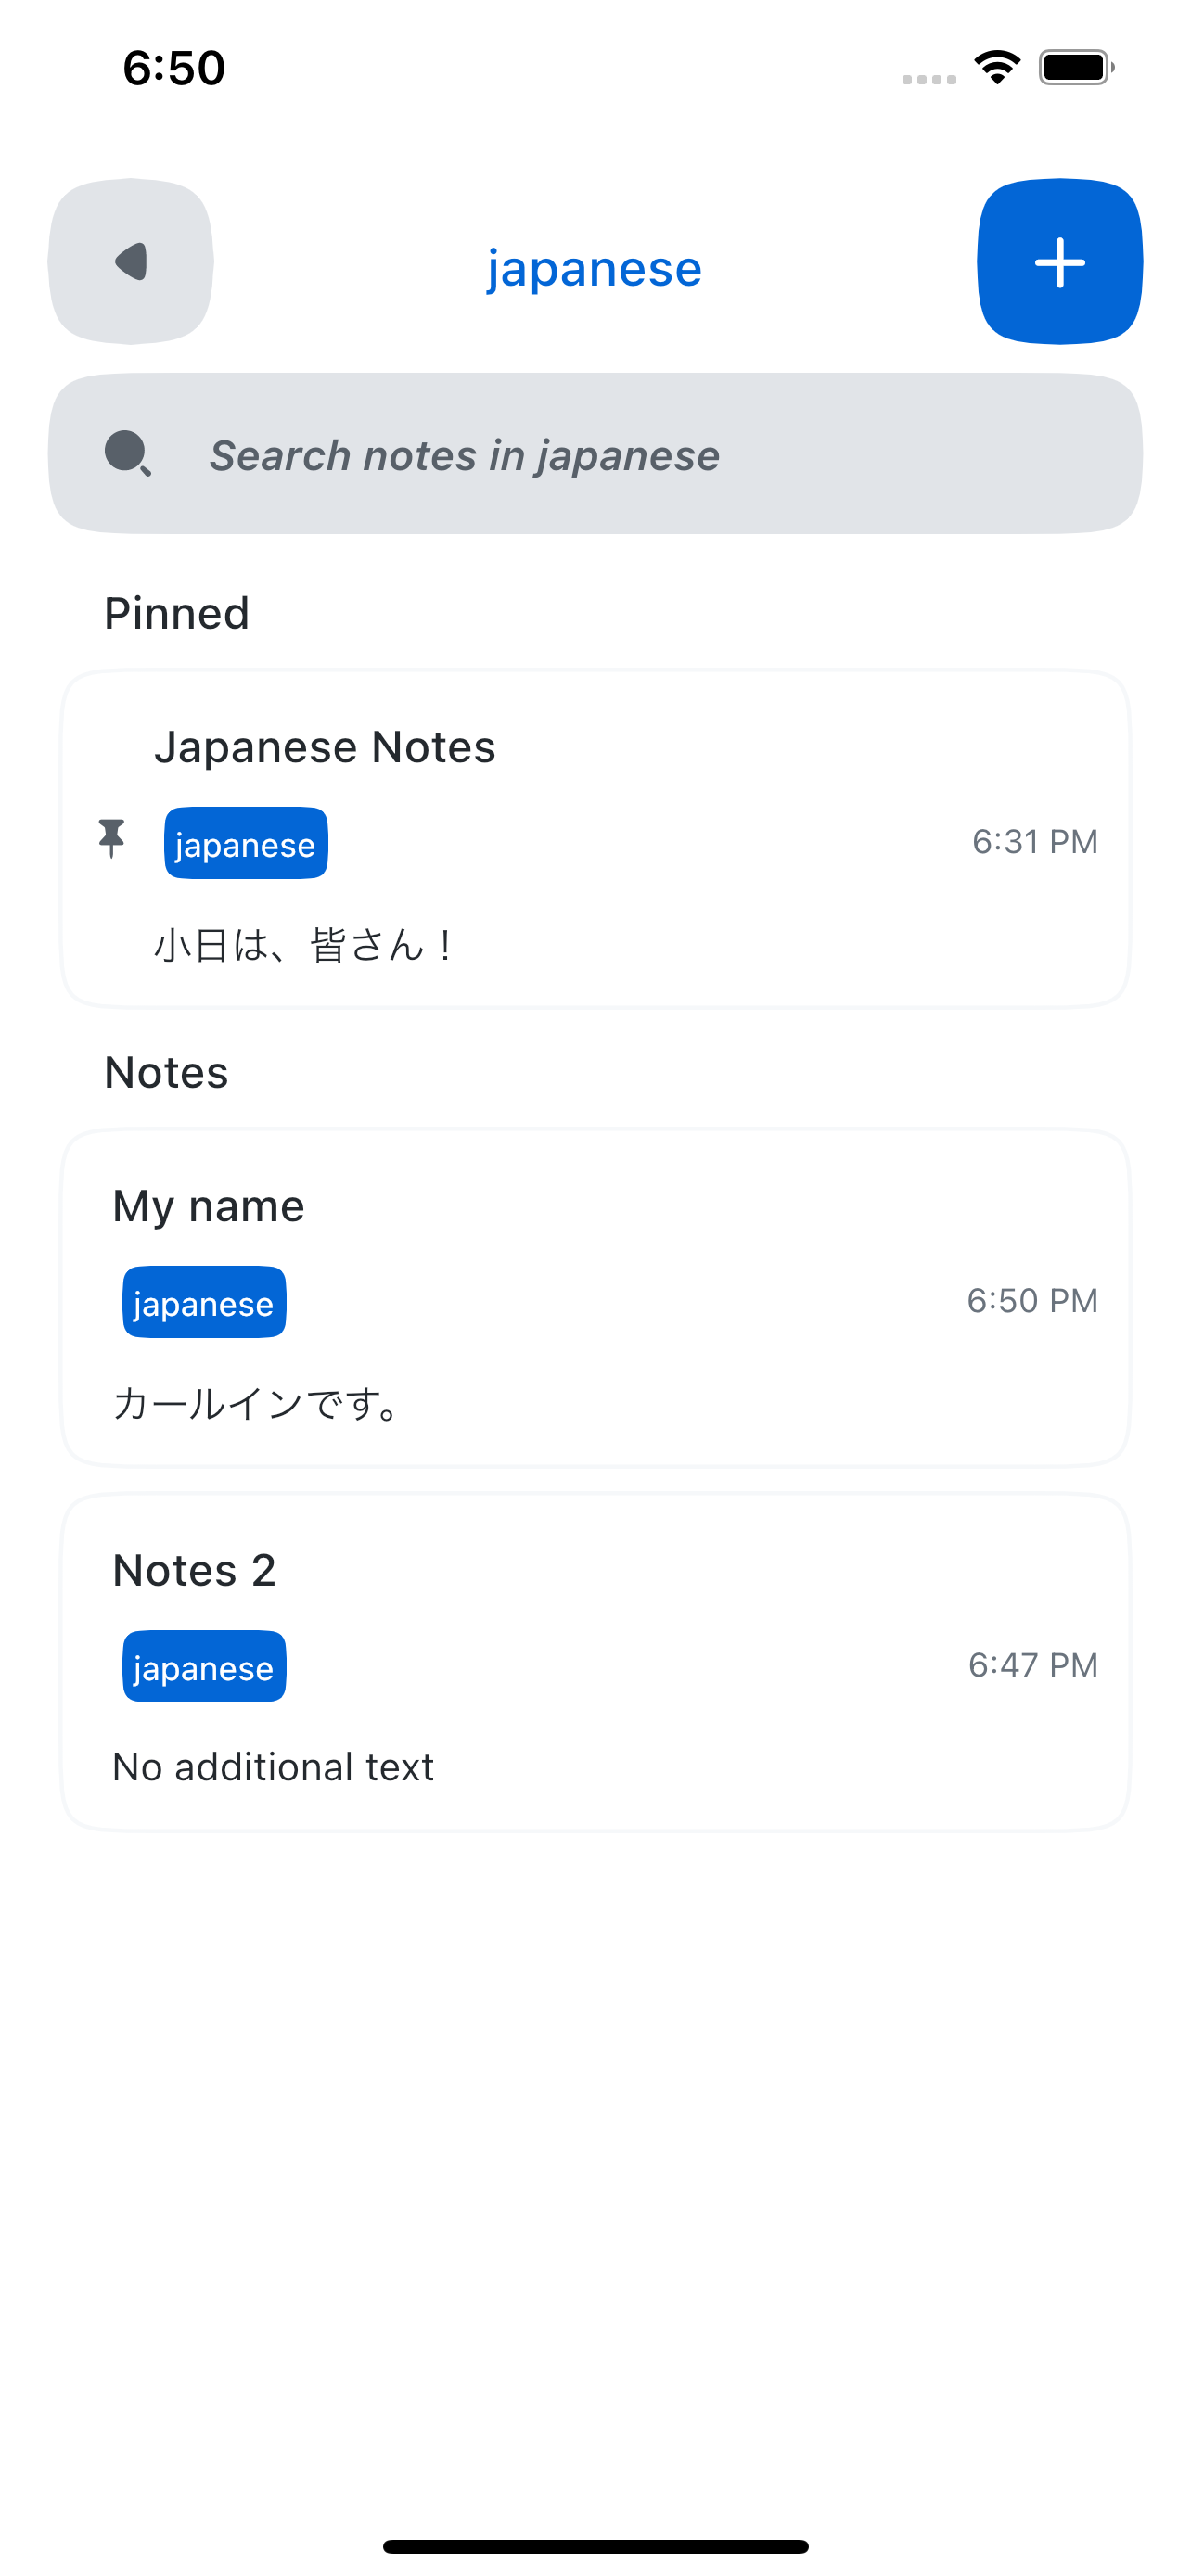 6:50
japanese
Search notes in japanese
Pinned
Japanese Notes
japanese
6:31 PM
小日は、皆さん！
Notes
My name
japanese
6:50 PM
カールインです。
Notes 2
japanese
6:47 PM
No additional text